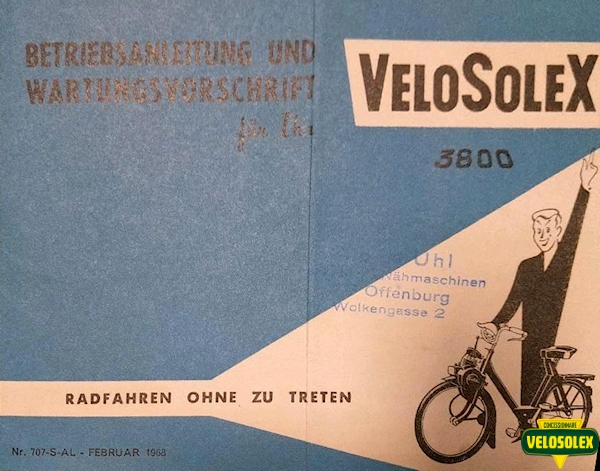 BETRIEBSANLEITUNG UND
WARTUNGSVORSCHRIFT
für Ihr
VELOSOLEX
3800
Uhl
Nähmaschinen
Offenburg
Wolkengasse 2
RADFAHREN OHNE ZU TRETEN
Nr. 707-S-AL - FEBRUAR 1968
CONCESSIONNAIRE
VELOSOLEX